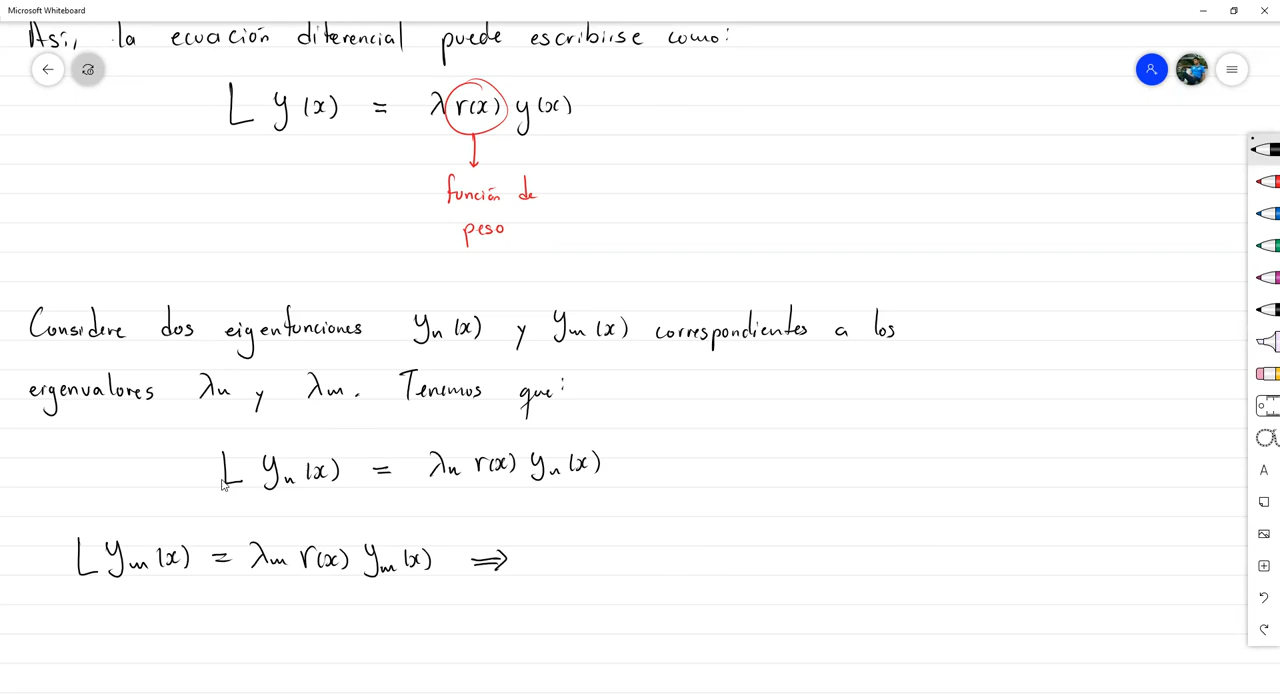 Microsoft Whiteboard
Así, la ecuación diferencial puede escribirse como:
L y(x) = λ r(x) y(x)
función de
peso
Considere dos eigenfunciones yₙ(x) y yₘ(x) correspondientes a los
eigenvalores λₙ y λₘ. Tenemos que:
L yₙ(x) = λₙ r(x) yₙ(x)
L yₘ(x) = λₘ r(x) yₘ(x) ⟹